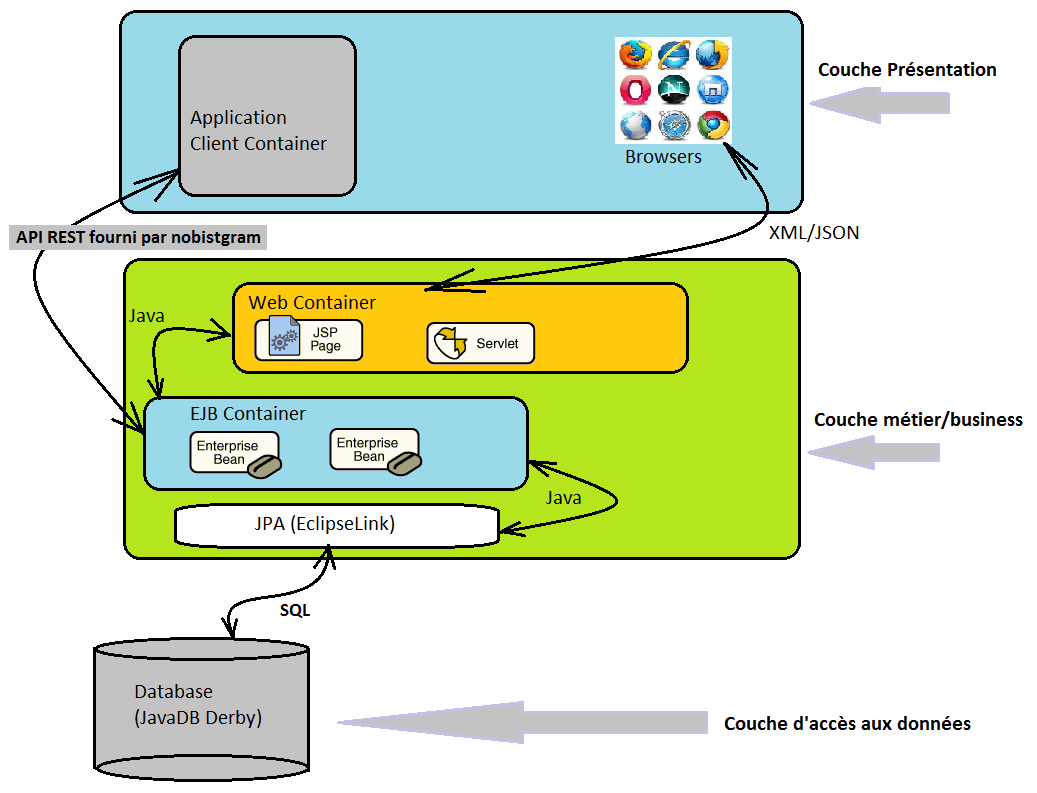 Application
Client Container
Browsers
Couche Présentation
API REST fourni par nobistgram
XML/JSON
Web Container
Java
JSP
Page
Servlet
EJB Container
Enterprise
Bean
Enterprise
Bean
Couche métier/business
Java
JPA (EclipseLink)
SQL
Database
(JavaDB Derby)
Couche d'accès aux données